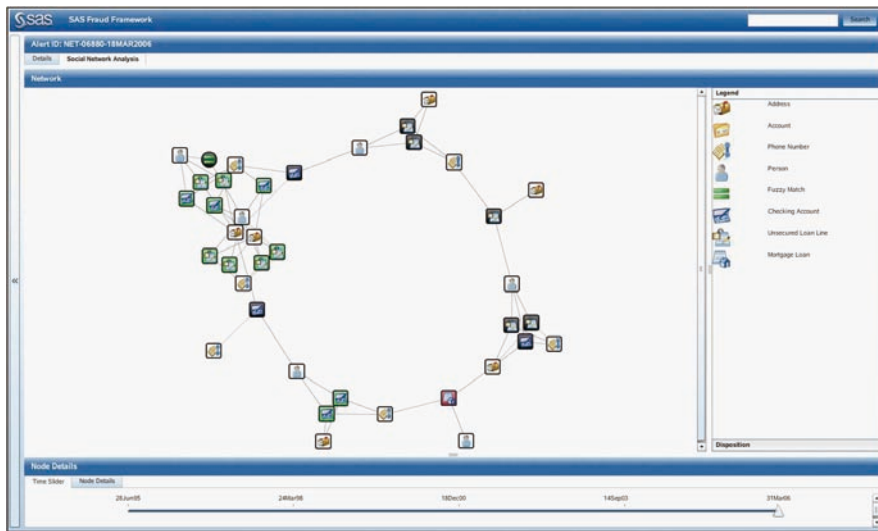 sas SAS Fraud Framework Search
Alert ID: NET-06880-18MAR2006
Details Social Network Analysis
Network
Legend
Address
Account
Phone Number
Person
Fuzzy Match
Checking Account
Unsecured Loan Line
Mortgage Loan
Disposition
Node Details
Time Slider Node Details
28Jun95 24Mar98 18Dec00 14Sep03 31Mar06